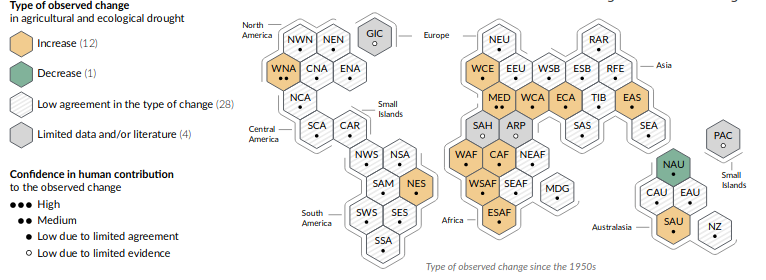 Type of observed change
in agricultural and ecological drought
Increase (12)
Decrease (1)
Low agreement in the type of change (28)
Limited data and/or literature (4)
Confidence in human contribution
to the observed change
High
Medium
Low due to limited agreement
Low due to limited evidence
North
America
GIC
Europe
NWN NEN
WNA CNA ENA
NCA
Small
Islands
Central
America
SCA CAR
NWS NSA
SAM NES
South
America
SWS SES
SSA
NEU RAR
WCE EEU WSB ESB RFE
Asia
MED WCA ECA TIB EAS
SAH ARP SAS SEA
WAF CAF NEAF
WSAF SEAF MDG
Africa
ESAF
PAC
Small
Islands
NAU
CAU EAU
Australasia
SAU NZ
Type of observed change since the 1950s